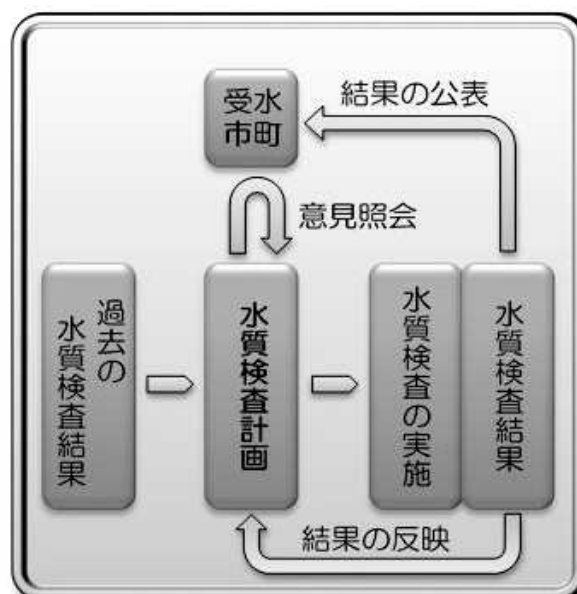 受水
市町
結果の公表
意見照会
過去の
水質検査結果
水質検査計画
水質検査の実施
水質検査結果
結果の反映